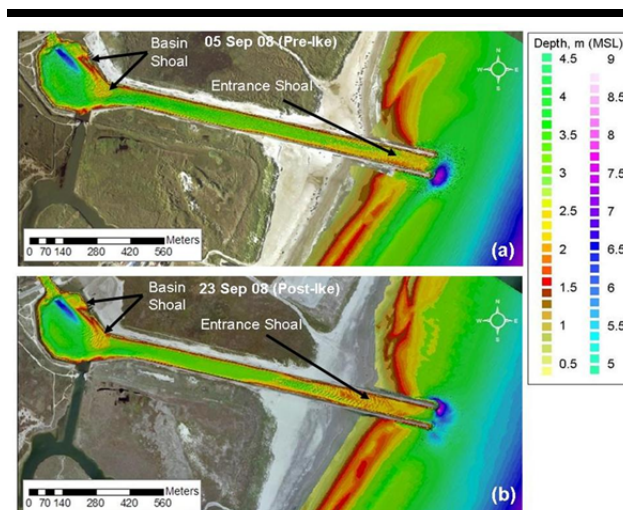 Basin
Shoal
05 Sep 08 (Pre-Ike)
Entrance Shoal
N
W E
S
Meters
0 70 140 280 420 560
(a)
Basin
Shoal
23 Sep 08 (Post-Ike)
Entrance Shoal
N
W E
S
Meters
0 70 140 280 420 560
(b)
Depth, m (MSL)
4.5 9
4 8.5
3.5 8
3 7.5
2.5 7
2 6.5
1.5 6
1 5.5
0.5 5